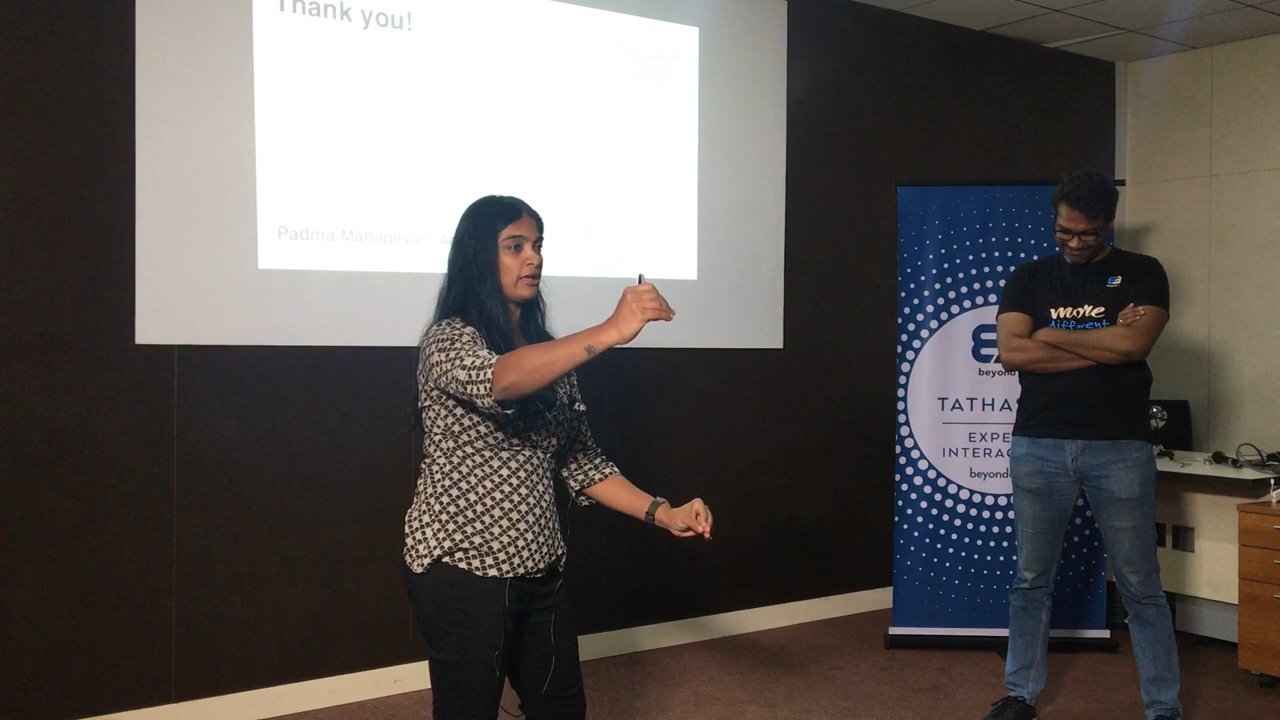 Thank you!
Padma Mahadevan
more
different
beyond
TATHA
EXPE
INTERAC
beyond